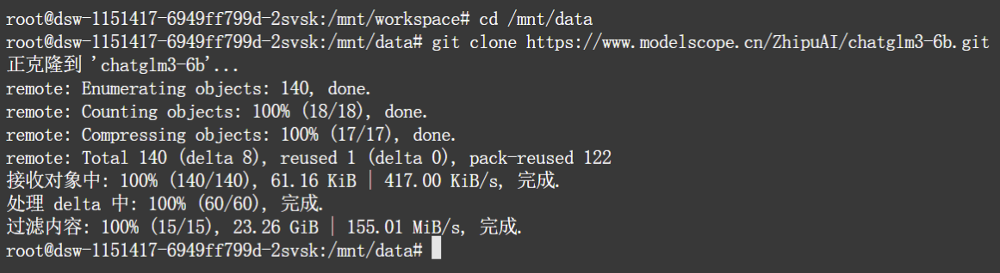 root@dsw-1151417-6949ff799d-2svsk:/mnt/workspace# cd /mnt/data
root@dsw-1151417-6949ff799d-2svsk:/mnt/data# git clone https://www.modelscope.cn/ZhipuAI/chatglm3-6b.git
正克隆到 'chatglm3-6b'...
remote: Enumerating objects: 140, done.
remote: Counting objects: 100% (18/18), done.
remote: Compressing objects: 100% (17/17), done.
remote: Total 140 (delta 8), reused 1 (delta 0), pack-reused 122
接收对象中: 100% (140/140), 61.16 KiB | 417.00 KiB/s, 完成.
处理 delta 中: 100% (60/60), 完成.
过滤内容: 100% (15/15), 23.26 GiB | 155.01 MiB/s, 完成.
root@dsw-1151417-6949ff799d-2svsk:/mnt/data#